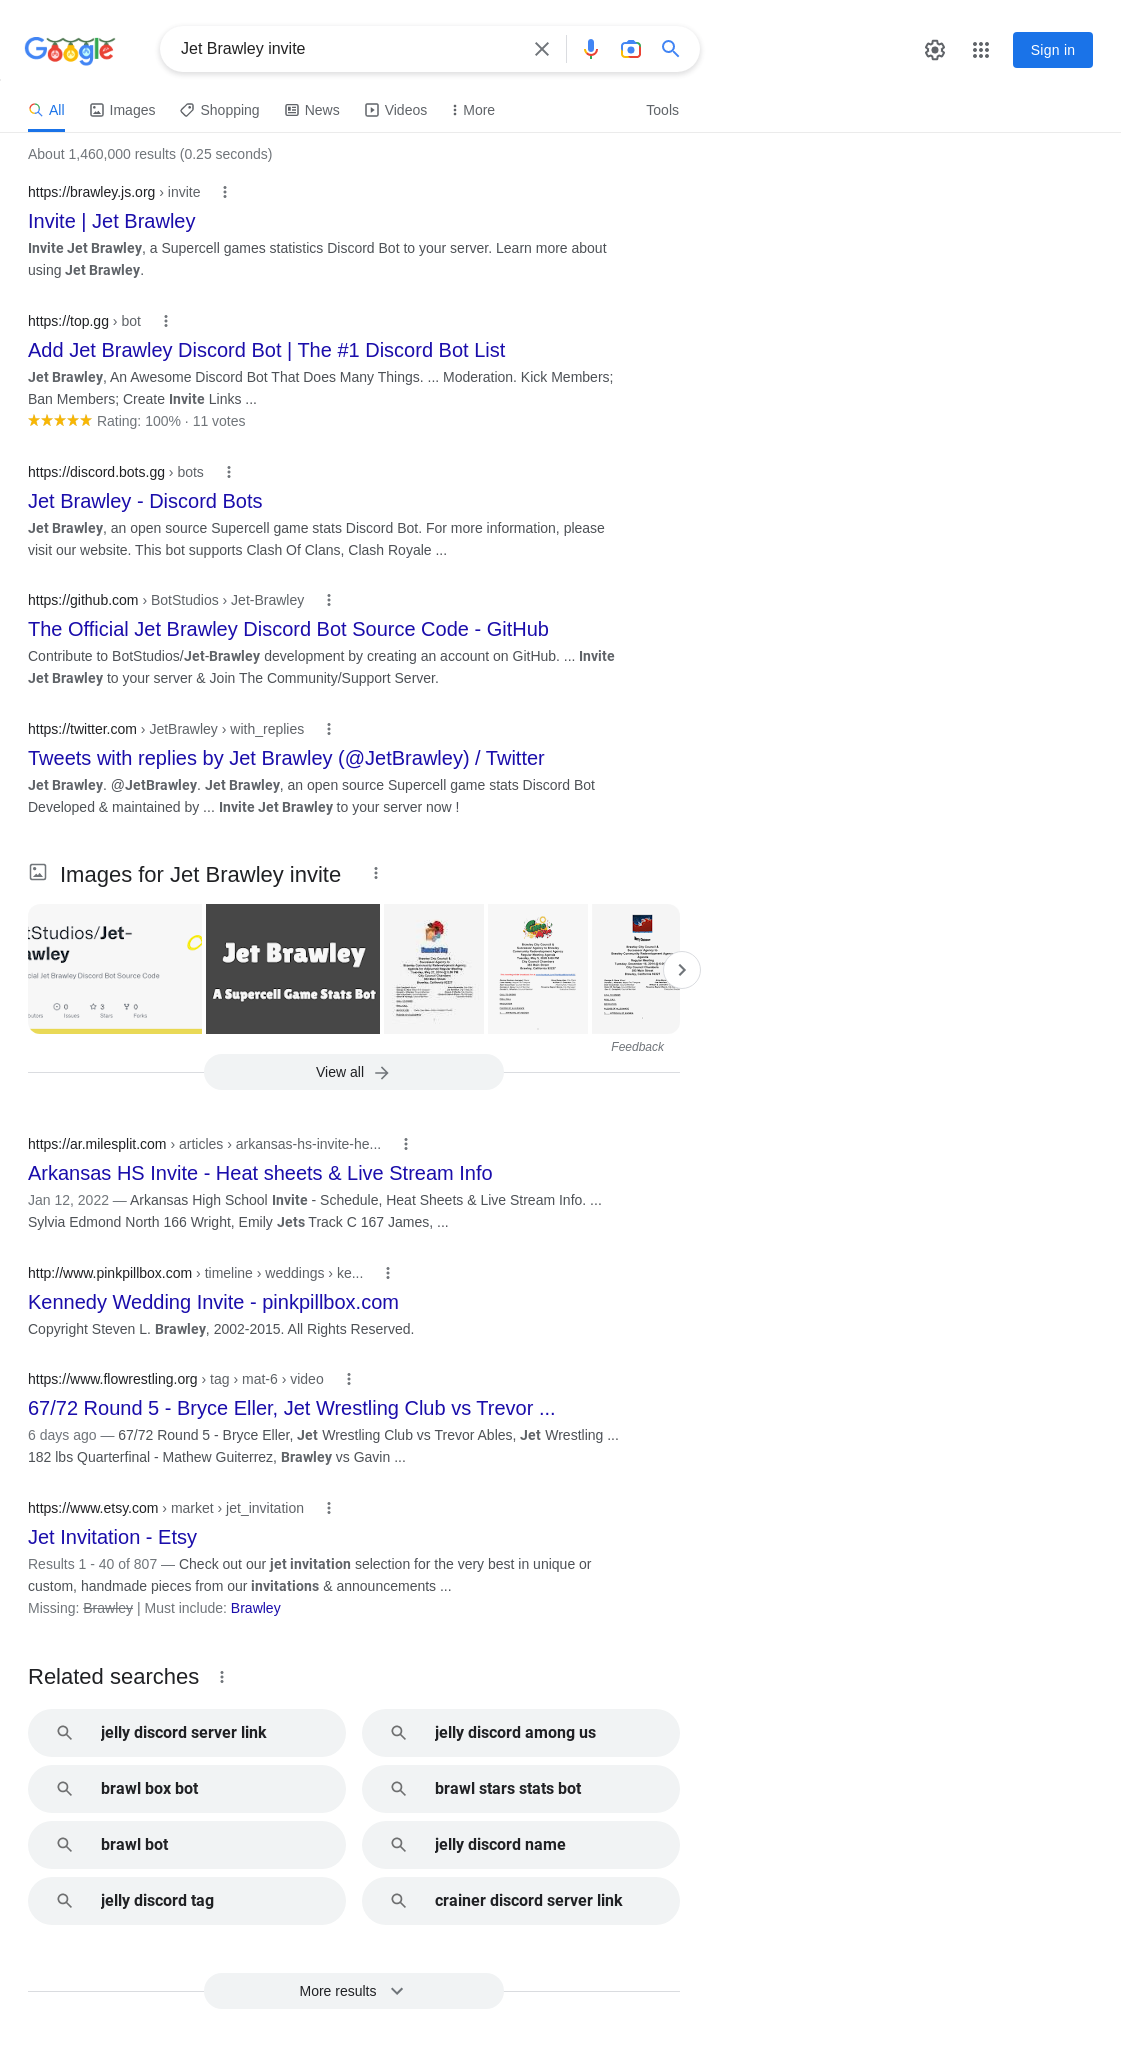 Google
Jet Brawley invite
Sign in
All
Images
Shopping
News
Videos
More
Tools
About 1,460,000 results (0.25 seconds)
https://brawley.js.org › invite
Invite | Jet Brawley
Invite Jet Brawley, a Supercell games statistics Discord Bot to your server. Learn more about
using Jet Brawley.
https://top.gg › bot
Add Jet Brawley Discord Bot | The #1 Discord Bot List
Jet Brawley, An Awesome Discord Bot That Does Many Things. ... Moderation. Kick Members;
Ban Members; Create Invite Links ...
Rating: 100% · 11 votes
https://discord.bots.gg › bots
Jet Brawley - Discord Bots
Jet Brawley, an open source Supercell game stats Discord Bot. For more information, please
visit our website. This bot supports Clash Of Clans, Clash Royale ...
https://github.com › BotStudios › Jet-Brawley
The Official Jet Brawley Discord Bot Source Code - GitHub
Contribute to BotStudios/Jet-Brawley development by creating an account on GitHub. ... Invite
Jet Brawley to your server & Join The Community/Support Server.
https://twitter.com › JetBrawley › with_replies
Tweets with replies by Jet Brawley (@JetBrawley) / Twitter
Jet Brawley. @JetBrawley. Jet Brawley, an open source Supercell game stats Discord Bot
Developed & maintained by ... Invite Jet Brawley to your server now !
Images for Jet Brawley invite
tStudios/Jet-
awley
cial Jet Brawley Discord Bot Source Code
0 3 0
Issues Stars Forks
Jet Brawley
A Supercell Game Stats Bot
Memorial Day
Feedback
View all
https://ar.milesplit.com › articles › arkansas-hs-invite-he...
Arkansas HS Invite - Heat sheets & Live Stream Info
Jan 12, 2022 — Arkansas High School Invite - Schedule, Heat Sheets & Live Stream Info. ...
Sylvia Edmond North 166 Wright, Emily Jets Track C 167 James, ...
http://www.pinkpillbox.com › timeline › weddings › ke...
Kennedy Wedding Invite - pinkpillbox.com
Copyright Steven L. Brawley, 2002-2015. All Rights Reserved.
https://www.flowrestling.org › tag › mat-6 › video
67/72 Round 5 - Bryce Eller, Jet Wrestling Club vs Trevor ...
6 days ago — 67/72 Round 5 - Bryce Eller, Jet Wrestling Club vs Trevor Ables, Jet Wrestling ...
182 lbs Quarterfinal - Mathew Guiterrez, Brawley vs Gavin ...
https://www.etsy.com › market › jet_invitation
Jet Invitation - Etsy
Results 1 - 40 of 807 — Check out our jet invitation selection for the very best in unique or
custom, handmade pieces from our invitations & announcements ...
Missing: Brawley | Must include: Brawley
Related searches
jelly discord server link
jelly discord among us
brawl box bot
brawl stars stats bot
brawl bot
jelly discord name
jelly discord tag
crainer discord server link
More results